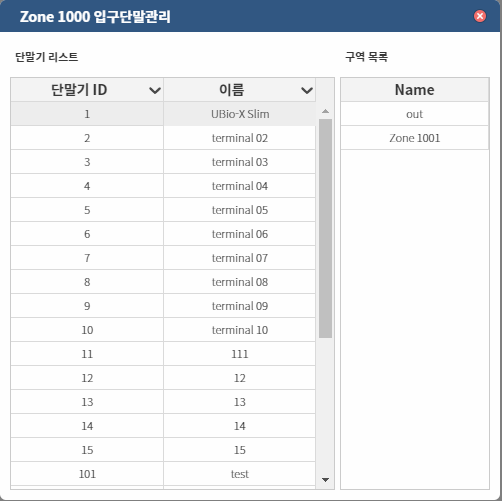 Zone 1000 입구단말관리
단말기 리스트
단말기 ID 이름
1 UBio-X Slim
2 terminal 02
3 terminal 03
4 terminal 04
5 terminal 05
6 terminal 06
7 terminal 07
8 terminal 08
9 terminal 09
10 terminal 10
11 111
12 12
13 13
14 14
15 15
101 test
구역 목록
Name
out
Zone 1001